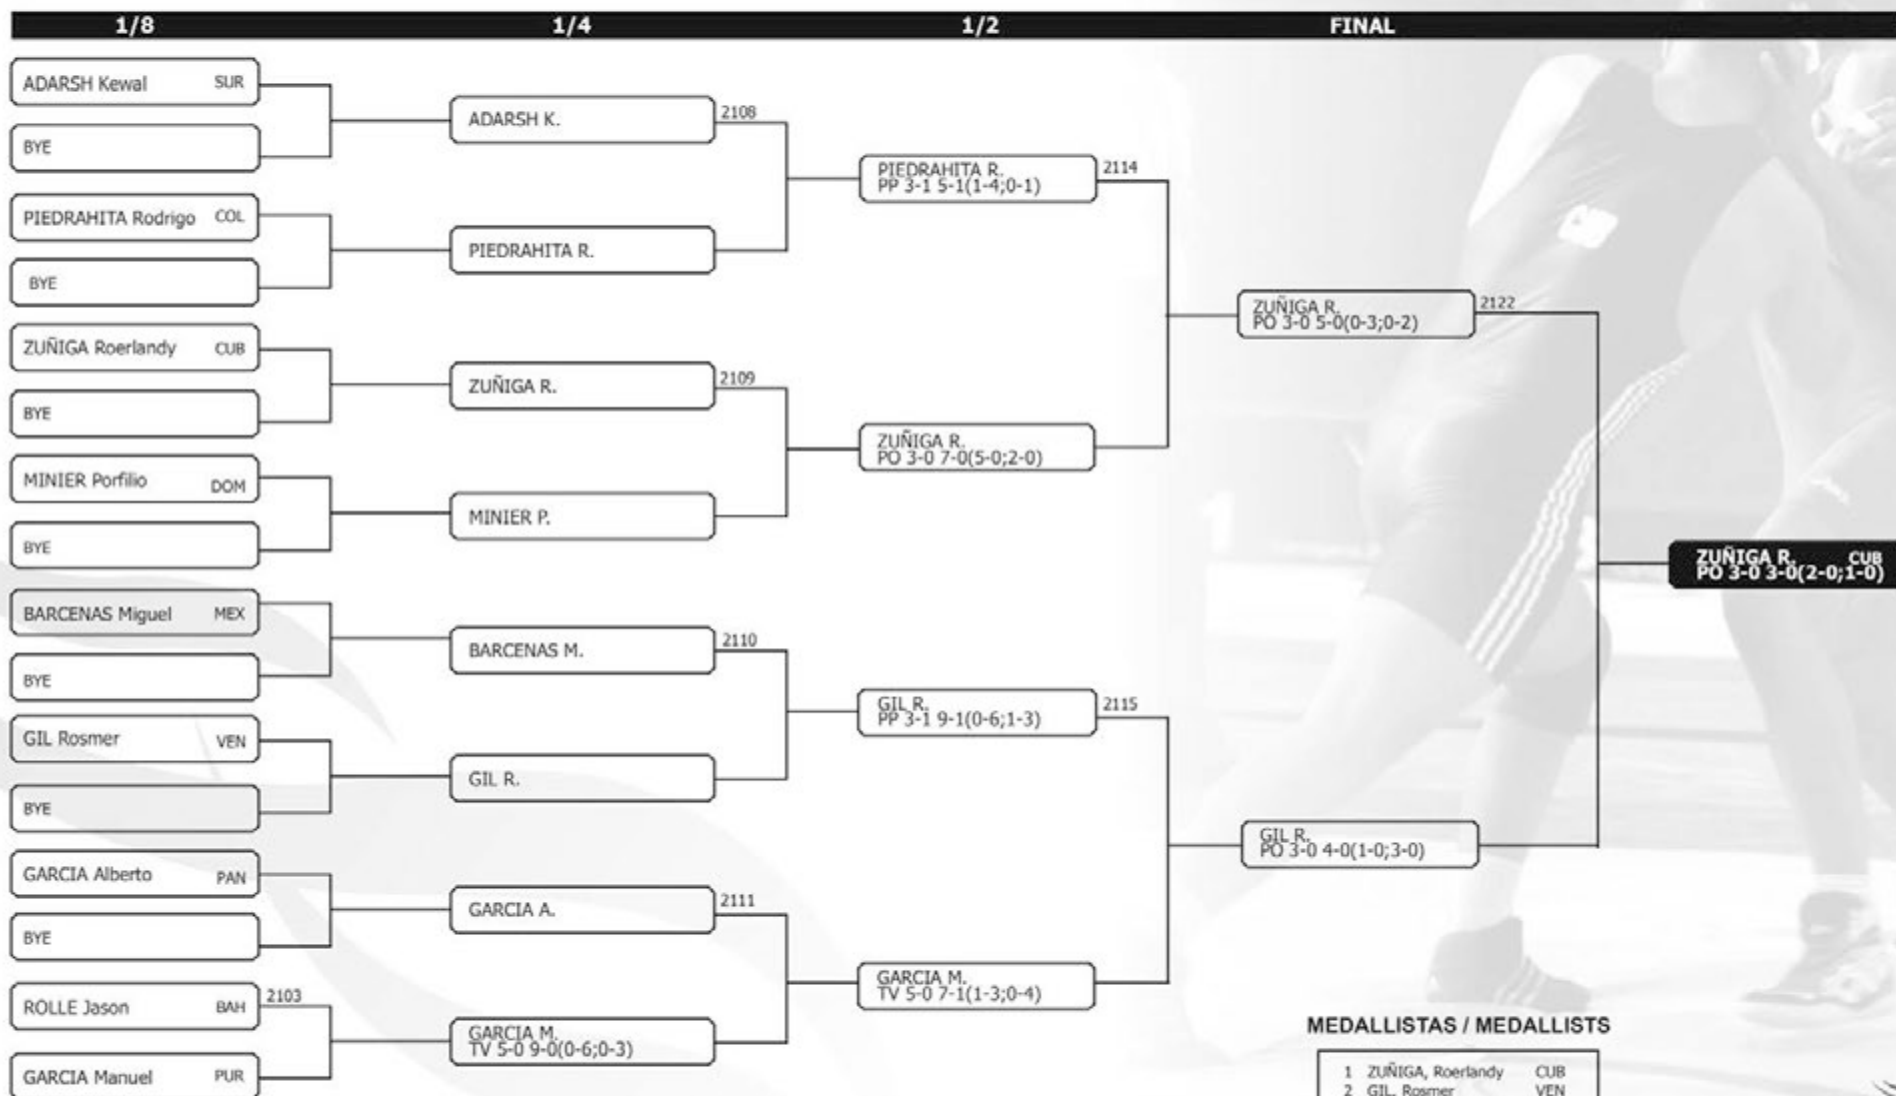 1/8 1/4 1/2 FINAL
ADARSH Kewal SUR
BYE
PIEDRAHITA Rodrigo COL
BYE
ZUÑIGA Roerlandy CUB
BYE
MINIER Porfilio DOM
BYE
BARCENAS Miguel MEX
BYE
GIL Rosmer VEN
BYE
GARCIA Alberto PAN
BYE
ROLLE Jason BAH
2103
GARCIA Manuel PUR
ADARSH K.
2108
PIEDRAHITA R.
ZUÑIGA R.
2109
MINIER P.
BARCENAS M.
2110
GIL R.
GARCIA A.
2111
GARCIA M.
TV 5-0 9-0(0-6;0-3)
PIEDRAHITA R.
PP 3-1 5-1(1-4;0-1)
2114
ZUÑIGA R.
PO 3-0 7-0(5-0;2-0)
GIL R.
PP 3-1 9-1(0-6;1-3)
2115
GARCIA M.
TV 5-0 7-1(1-3;0-4)
ZUÑIGA R.
PO 3-0 5-0(0-3;0-2)
2122
GIL R.
PO 3-0 4-0(1-0;3-0)
ZUÑIGA R. CUB
PO 3-0 3-0(2-0;1-0)
MEDALLISTAS / MEDALLISTS
1 ZUÑIGA, Roerlandy CUB
2 GIL, Rosmer VEN